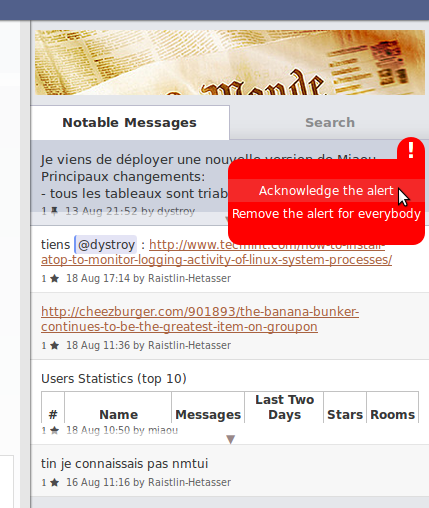 Le Monde
Notable Messages
Search
!
Je viens de déployer une nouvelle version de Miaou
Principaux changements:
- tous les tableaux sont triab
Acknowledge the alert
Remove the alert for everybody
1 13 Aug 21:52 by dystroy
tiens @dystroy : http://www.tecmint.com/how-to-install-
atop-to-monitor-logging-activity-of-linux-system-processes/
1 ★ 18 Aug 17:14 by Raistlin-Hetasser
http://cheezburger.com/901893/the-banana-bunker-
continues-to-be-the-greatest-item-on-groupon
1 ★ 18 Aug 11:36 by Raistlin-Hetasser
Users Statistics (top 10)
# Name Messages Last Two Days Stars Rooms
1 ★ 18 Aug 10:50 by miaou
▼
tin je connaissais pas nmtui
1 ★ 16 Aug 11:16 by Raistlin-Hetasser